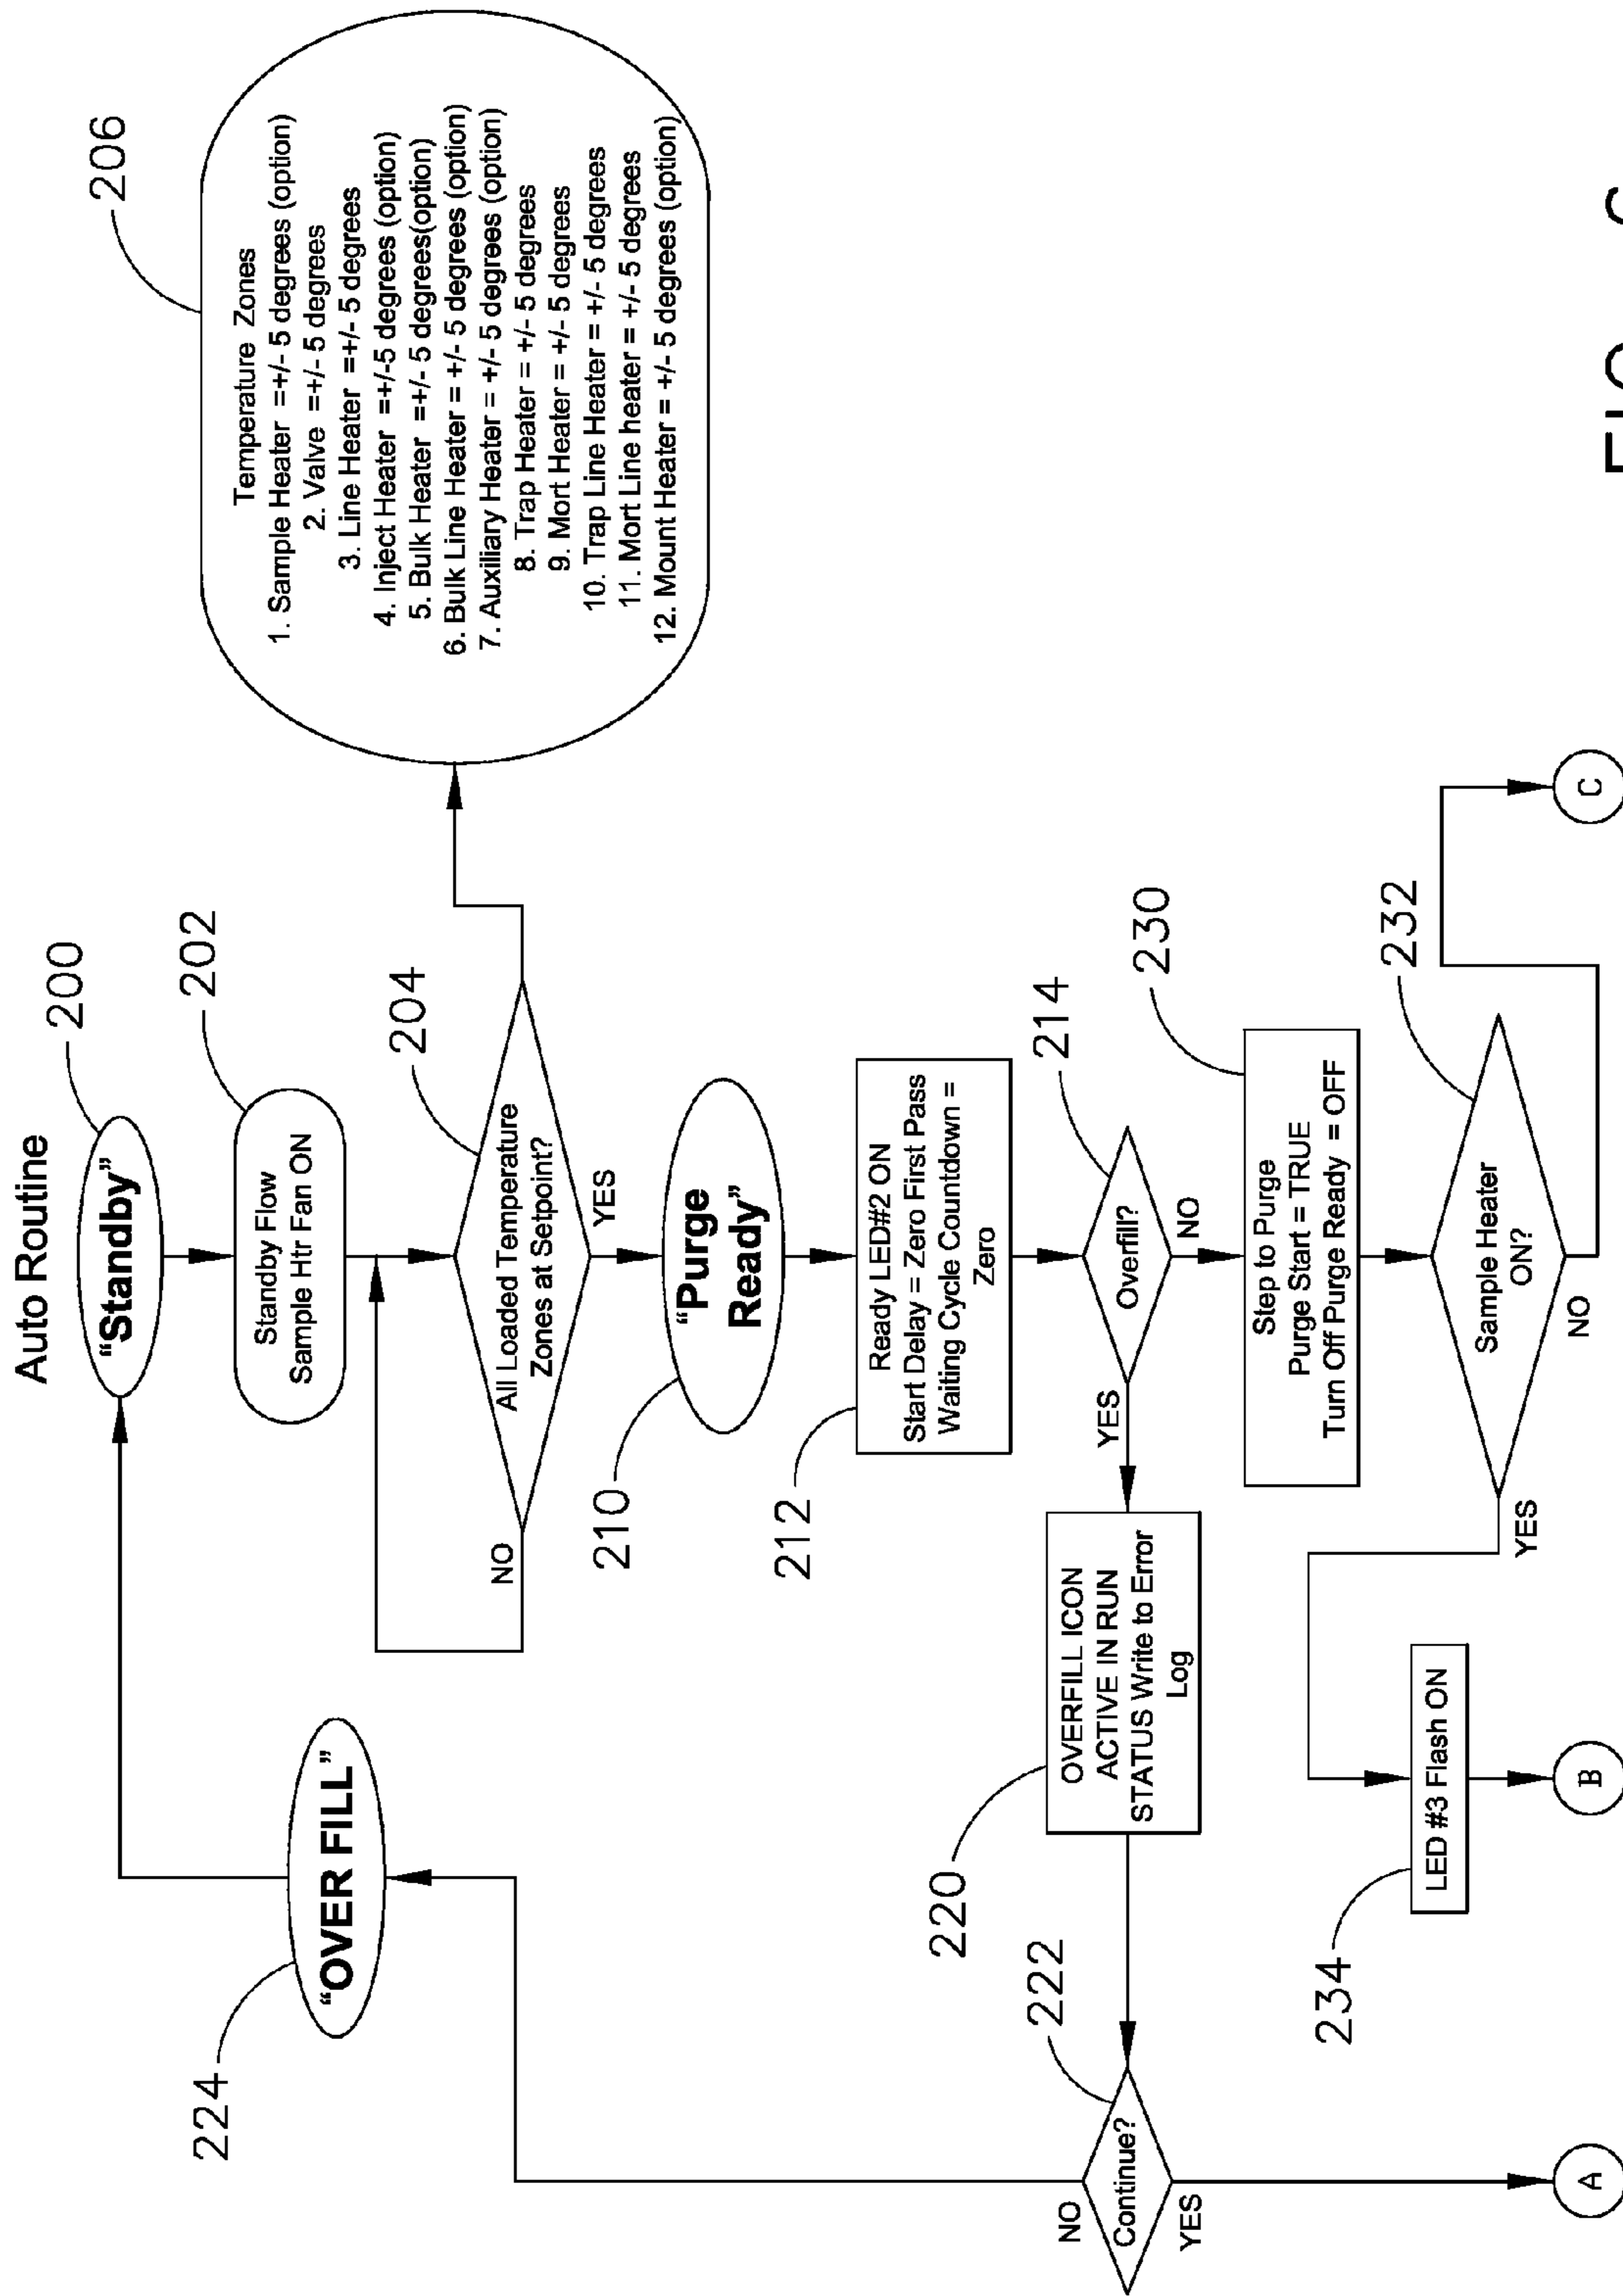 Auto Routine
200
“Standby”
202
Standby Flow
Sample Htr Fan ON
204
All Loaded Temperature
Zones at Setpoint?
NO
YES
206
Temperature Zones
1. Sample Heater =+/- 5 degrees (option)
2. Valve =+/- 5 degrees
3. Line Heater =+/- 5 degrees
4. Inject Heater =+/-5 degrees (option)
5. Bulk Heater =+/- 5 degrees(option)
6. Bulk Line Heater = +/- 5 degrees (option)
7. Auxiliary Heater = +/- 5 degrees (option)
8. Trap Heater = +/- 5 degrees
9. Mort Heater = +/- 5 degrees
10. Trap Line Heater = +/- 5 degrees
11. Mort Line heater = +/- 5 degrees
12. Mount Heater = +/- 5 degrees (option)
224
“OVER FILL”
210
“Purge
Ready”
212
Ready LED#2 ON
Start Delay = Zero First Pass
Waiting Cycle Countdown =
Zero
214
Overfill?
YES
NO
220
OVERFILL ICON
ACTIVE IN RUN
STATUS Write to Error
Log
222
Continue?
NO
YES
230
Step to Purge
Purge Start = TRUE
Turn Off Purge Ready = OFF
232
Sample Heater
ON?
YES
NO
234
LED #3 Flash ON
A
B
C